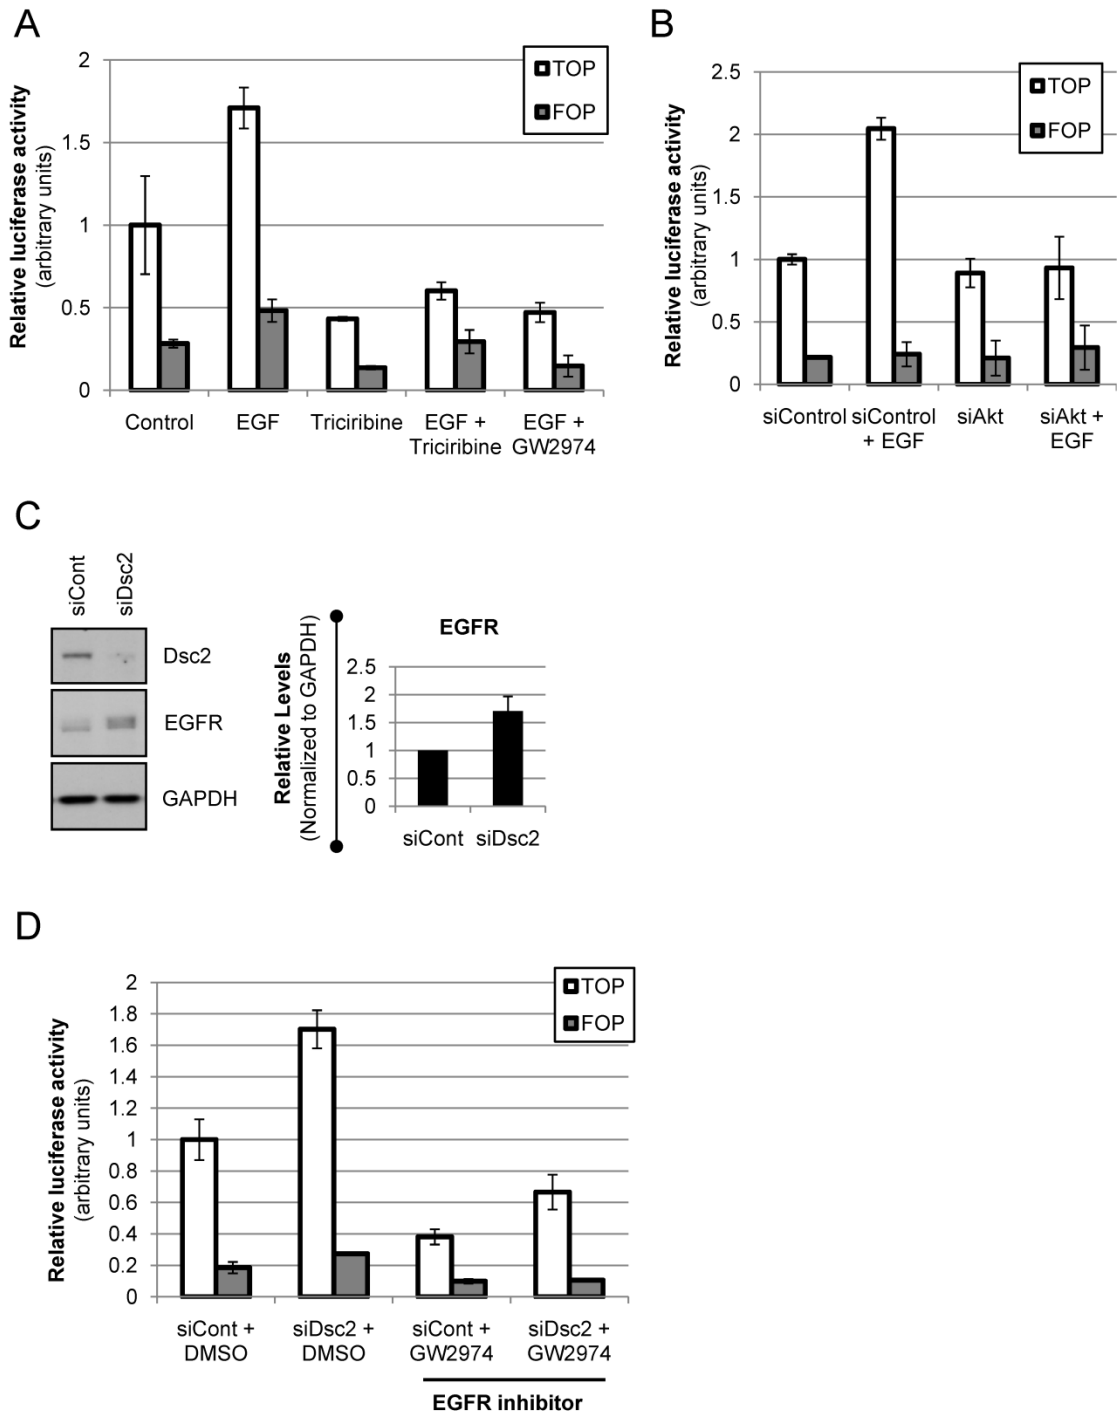 A
Relative luciferase activity
(arbitrary units)
2
1.5
1
0.5
0
TOP
FOP
Control
EGF
Triciribine
EGF +
Triciribine
EGF +
GW2974
B
Relative luciferase activity
(arbitrary units)
2.5
2
1.5
1
0.5
0
TOP
FOP
siControl
siControl
+ EGF
siAkt
siAkt +
EGF
C
siCont
siDsc2
Dsc2
EGFR
GAPDH
Relative Levels
(Normalized to GAPDH)
EGFR
2.5
2
1.5
1
0.5
0
siCont
siDsc2
D
Relative luciferase activity
(arbitrary units)
2
1.8
1.6
1.4
1.2
1
0.8
0.6
0.4
0.2
0
TOP
FOP
siCont +
DMSO
siDsc2 +
DMSO
siCont +
GW2974
siDsc2 +
GW2974
EGFR inhibitor